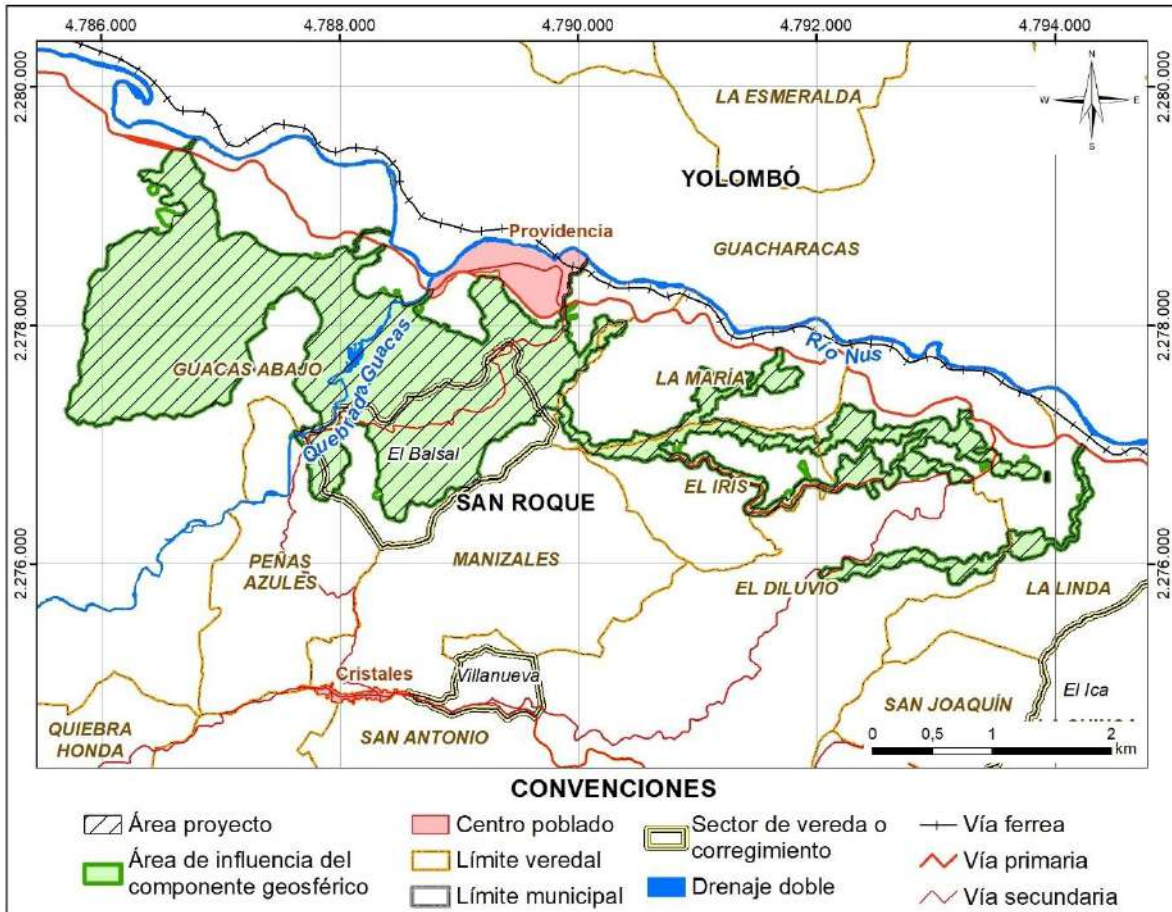 4.786.000 4.788.000 4.790.000 4.792.000 4.794.000
2.280.000
2.280.000
N
W E
S
LA ESMERALDA
YOLOMBÓ
Providencia
GUACHARACAS
2.278.000
2.278.000
Río Nus
GUACAS ABAJO
Quebrada Guacas
LA MARÍA
El Balsal
EL IRIS
SAN ROQUE
PEÑAS
AZULES
MANIZALES
2.276.000
2.276.000
EL DILUVIO
LA LINDA
Cristales
Villanueva
El Ica
SAN JOAQUÍN
QUIEBRA
HONDA
SAN ANTONIO
0 0,5 1 2
km
CONVENCIONES
Área proyecto
Área de influencia del
componente geosférico
Centro poblado
Límite veredal
Límite municipal
Sector de vereda o
corregimiento
Drenaje doble
Vía ferrea
Vía primaria
Vía secundaria